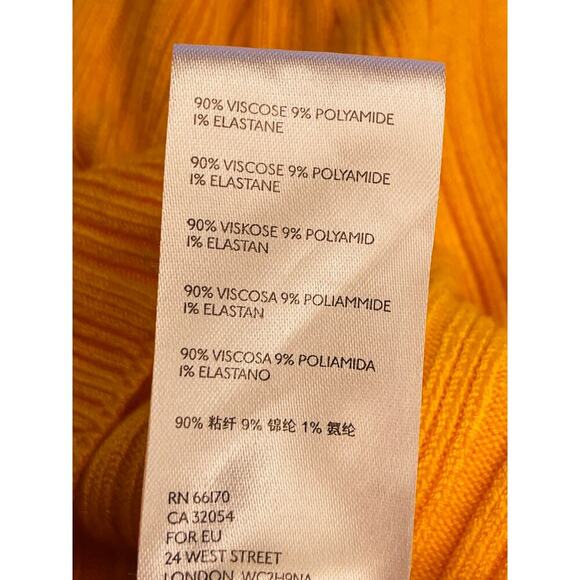 90% VISCOSE 9% POLYAMIDE
1% ELASTANE
90% VISCOSE 9% POLYAMIDE
1% ELASTANE
90% VISKOSE 9% POLYAMID
1% ELASTAN
90% VISCOSA 9% POLIAMMIDE
1% ELASTAN
90% VISCOSA 9% POLIAMIDA
1% ELASTANO
90% 粘纤 9% 锦纶 1% 氨纶
RN 66170
CA 32054
FOR EU
24 WEST STREET
LONDON, WC2H9NA